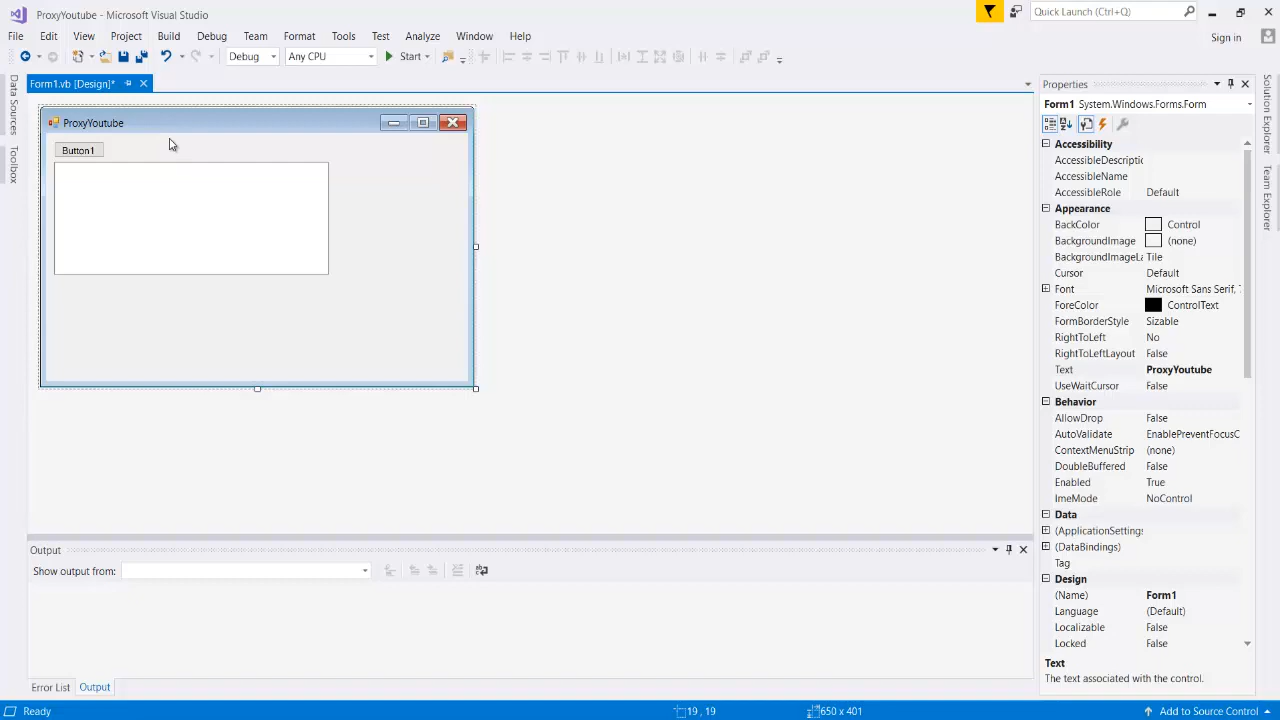 ProxyYoutube - Microsoft Visual Studio
Quick Launch (Ctrl+Q)
File Edit View Project Build Debug Team Format Tools Test Analyze Window Help
Sign in
Debug Any CPU Start
Data Sources
Toolbox
Form1.vb [Design]*
ProxyYoutube
Button1
Properties
Form1 System.Windows.Forms.Form
Accessibility
AccessibleDescriptic
AccessibleName
AccessibleRole Default
Appearance
BackColor Control
BackgroundImage (none)
BackgroundImageLa Tile
Cursor Default
Font Microsoft Sans Serif,
ForeColor ControlText
FormBorderStyle Sizable
RightToLeft No
RightToLeftLayout False
Text ProxyYoutube
UseWaitCursor False
Behavior
AllowDrop False
AutoValidate EnablePreventFocusC
ContextMenuStrip (none)
DoubleBuffered False
Enabled True
ImeMode NoControl
Data
(ApplicationSettings
(DataBindings)
Tag
Design
(Name) Form1
Language (Default)
Localizable False
Locked False
Text
The text associated with the control.
Solution Explorer
Team Explorer
Output
Show output from:
Error List Output
Ready 19 , 19 650 x 401 Add to Source Control